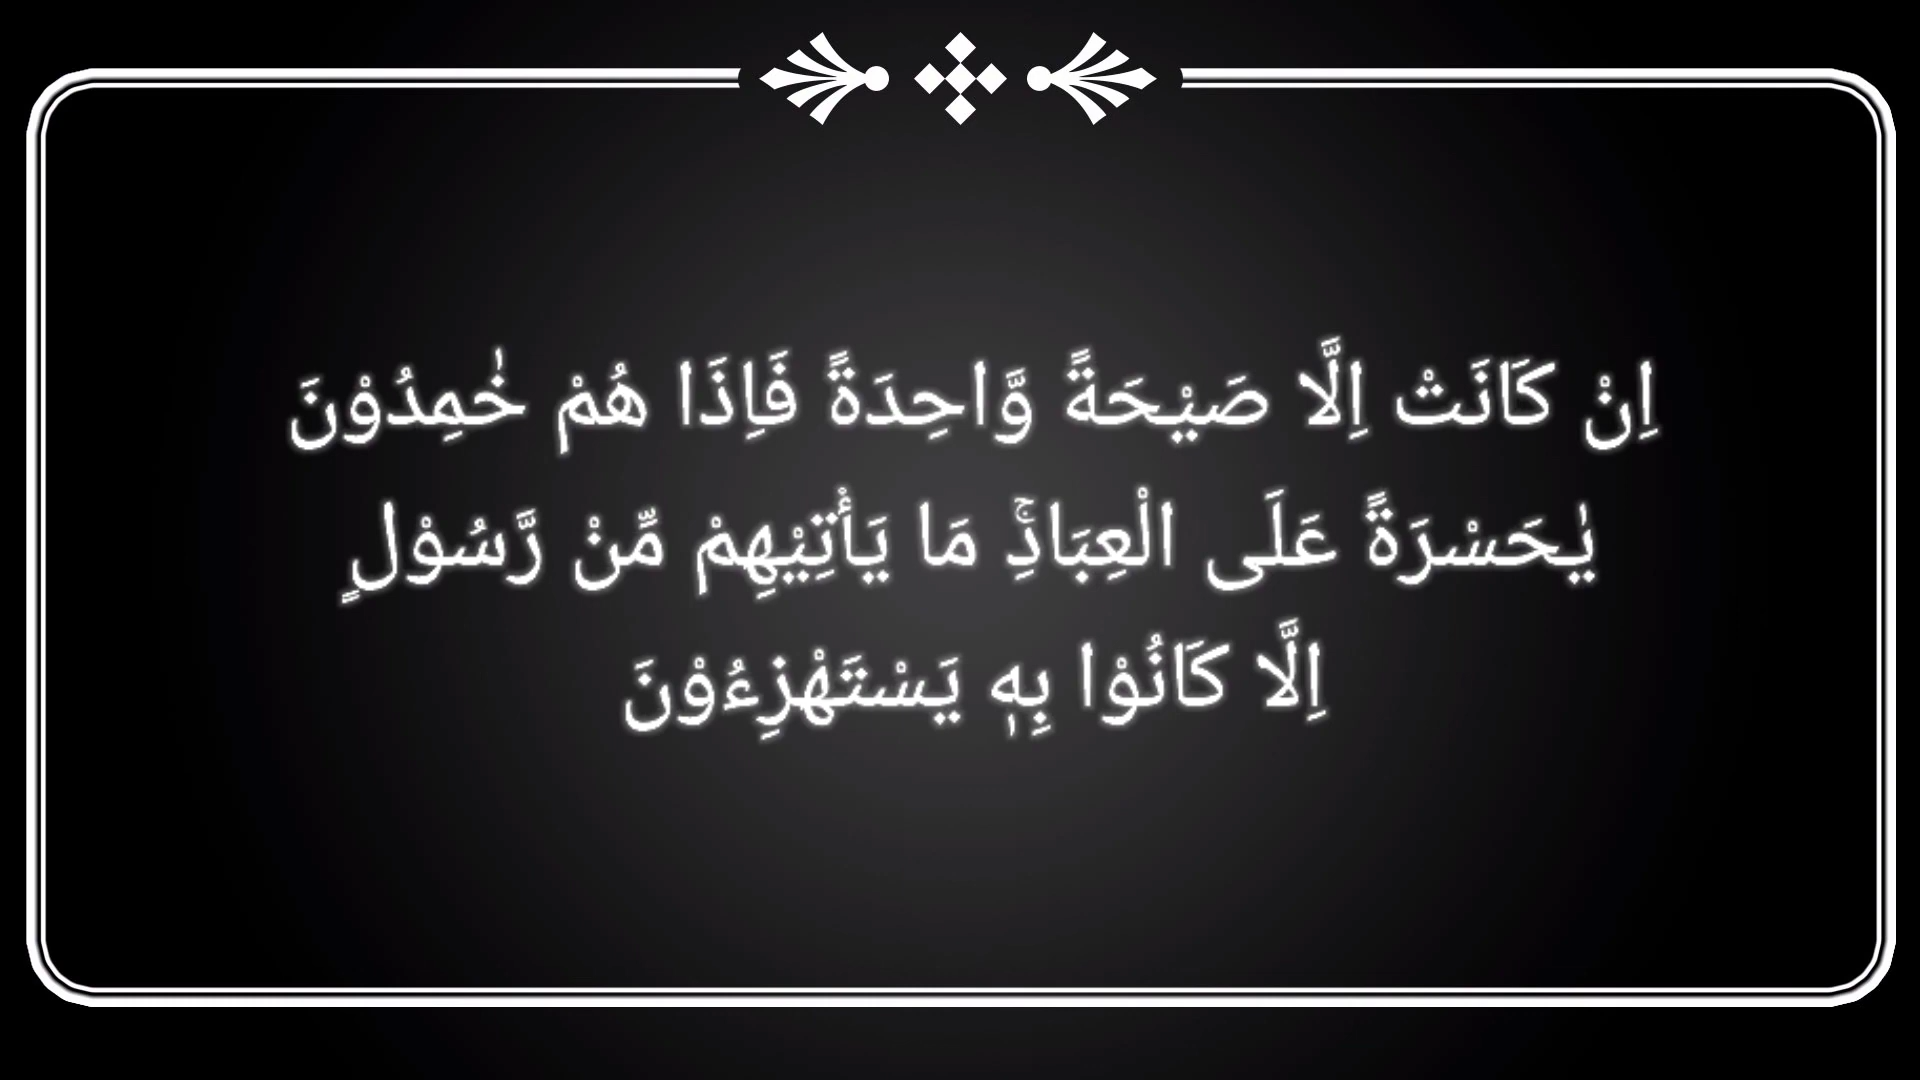 اِنْ كَانَتْ اِلَّا صَيْحَةً وَّاحِدَةً فَاِذَا هُمْ خٰمِدُوْنَ
يٰحَسْرَةً عَلَى الْعِبَادِۚ مَا يَأْتِيْهِمْ مِّنْ رَّسُوْلٍ
اِلَّا كَانُوْا بِهٖ يَسْتَهْزِءُوْنَ